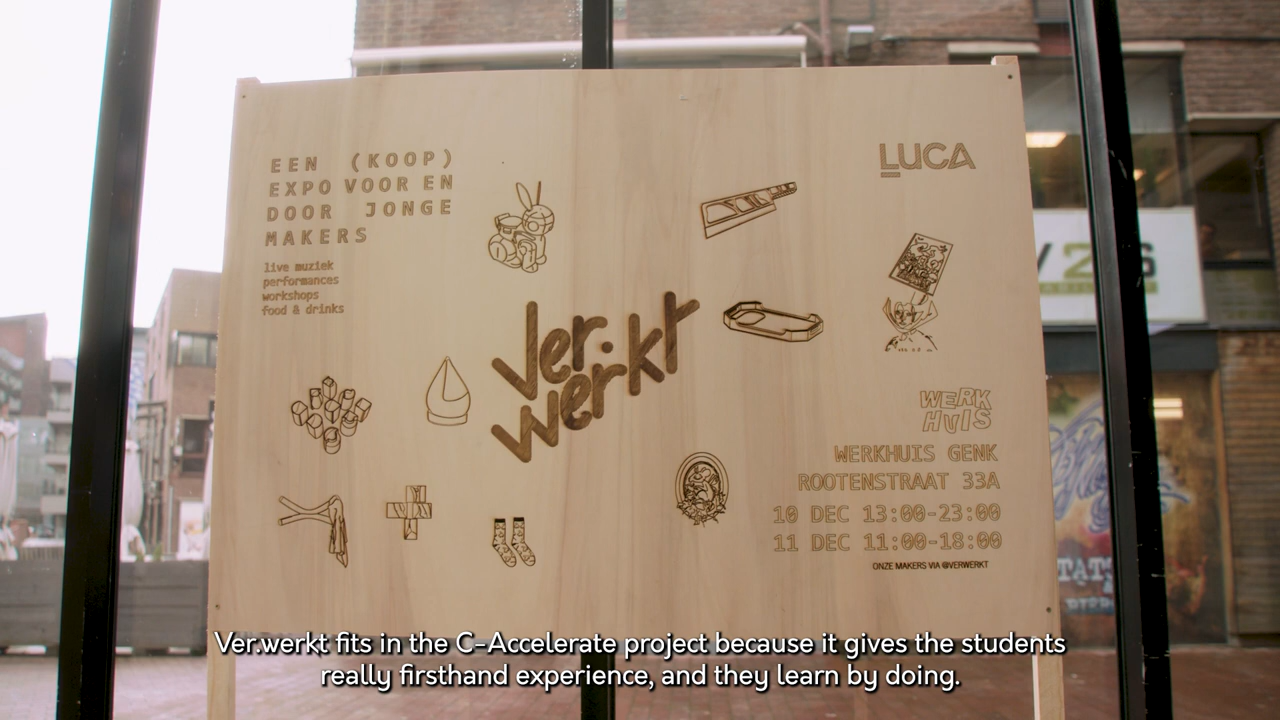 EEN (KOOP)
EXPO VOOR EN
DOOR JONGE
MAKERS
live muziek
performances
workshops
food & drinks
LUCA
Ver.
werkt
WERK
HUIS
WERKHUIS GENK
ROOTENSTRAAT 33A
10 DEC 13:00-23:00
11 DEC 11:00-18:00
ONZE MAKERS VIA @VERWERKT
Ver.werkt fits in the C-Accelerate project because it gives the students
really firsthand experience, and they learn by doing.